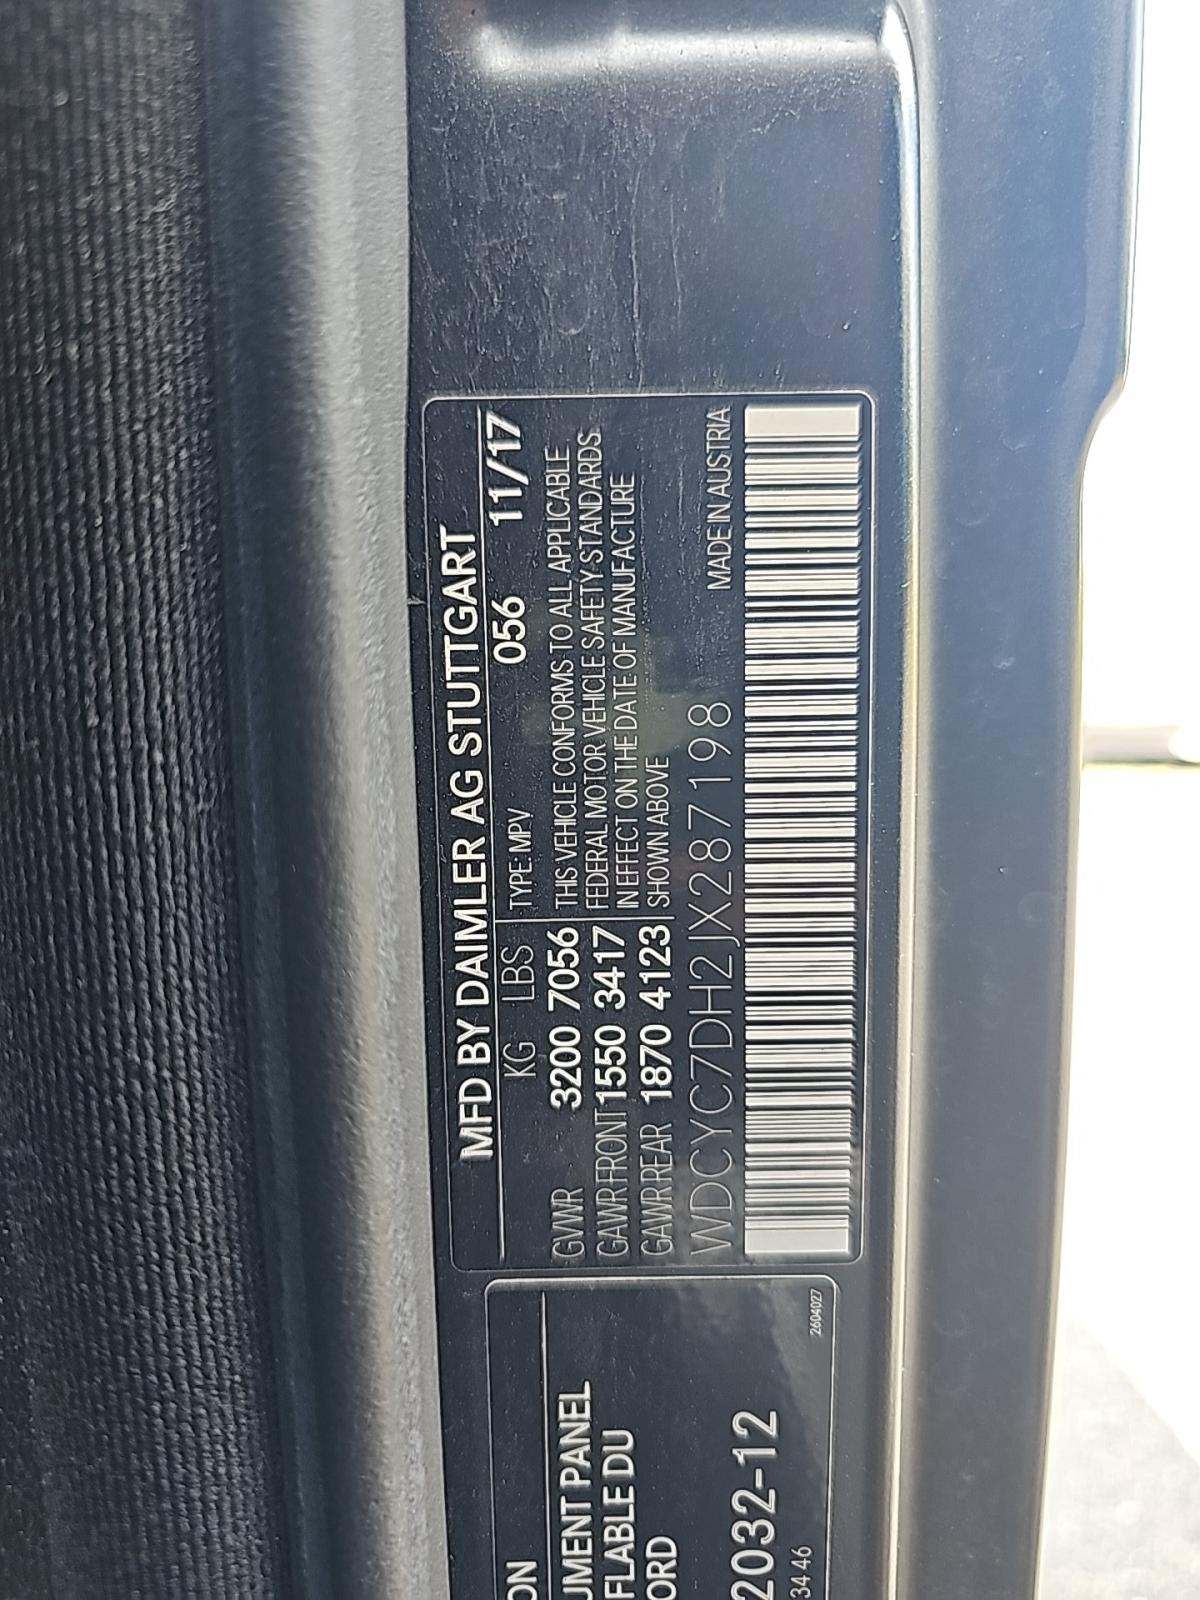 MFD BY DAIMLER AG STUTTGART
KG LBS TYPE: MPV 056 11/17
GVWR 3200 7056 THIS VEHICLE CONFORMS TO ALL APPLICABLE
GAWR FRONT 1550 3417 FEDERAL MOTOR VEHICLE SAFETY STANDARDS
GAWR REAR 1870 4123 IN EFFECT ON THE DATE OF MANUFACTURE
SHOWN ABOVE
WDCYC7DH2JX287198 MADE IN AUSTRIA
ON
UMENT PANEL
FLABLE DU
ORD
2032-12
3446
2604027